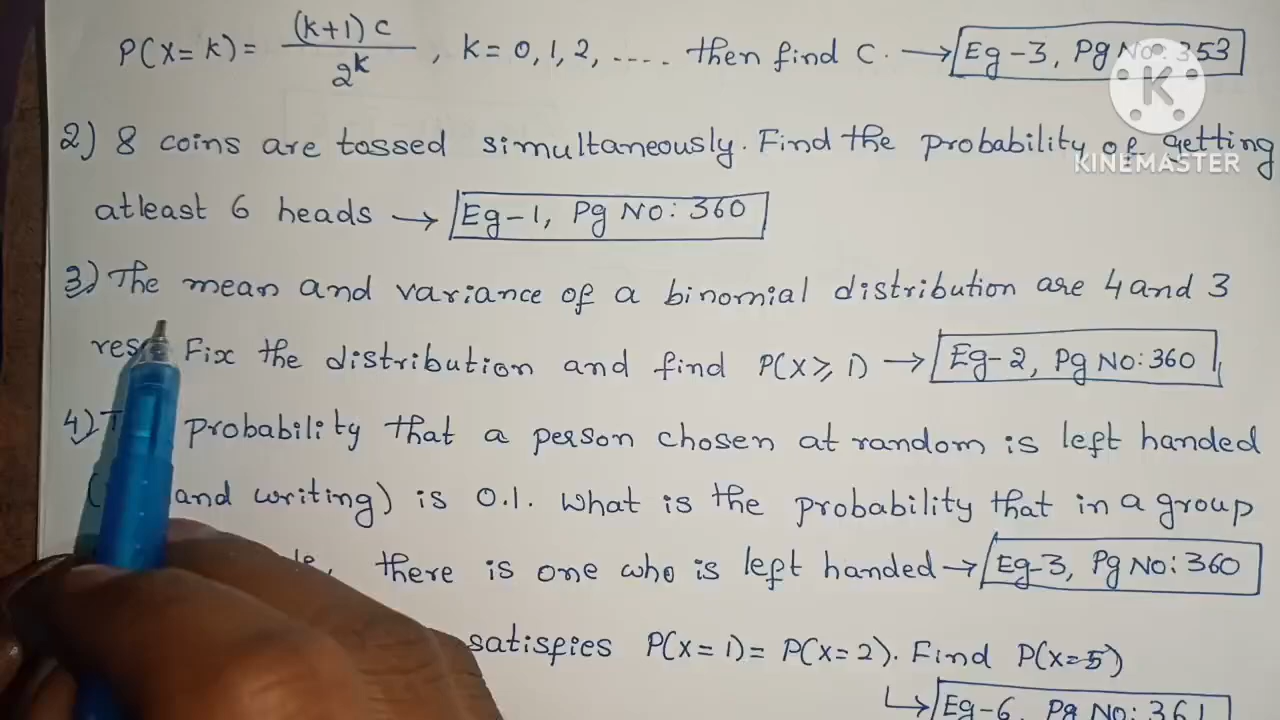 P(X=k)= (k+1)c / 2^k , k=0,1,2,.... then find c. → Eg-3, Pg No: 353
K
KINEMASTER
2) 8 coins are tossed simultaneously. Find the probability of getting
atleast 6 heads → Eg-1, Pg No: 360
3) The mean and variance of a binomial distribution are 4 and 3
res Fix the distribution and find P(X⩾1) → Eg-2, Pg No: 360
4) T probability that a person chosen at random is left handed
( and writing) is 0.1. What is the probability that in a group
there is one who is left handed → Eg-3, Pg No: 360
satisfies P(X=1)= P(X=2). Find P(X=5)
↳ Eg-6, Pg No: 361